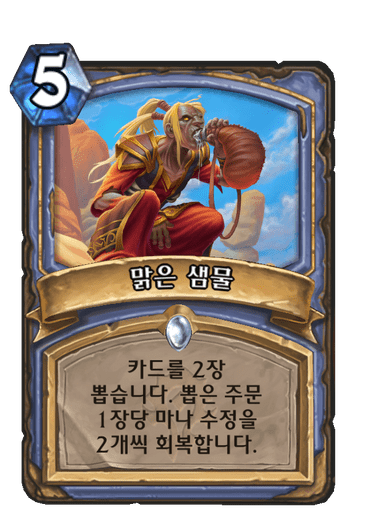 5
맑은 샘물
카드를 2장
뽑습니다. 뽑은 주문
1장당 마나 수정을
2개씩 회복합니다.